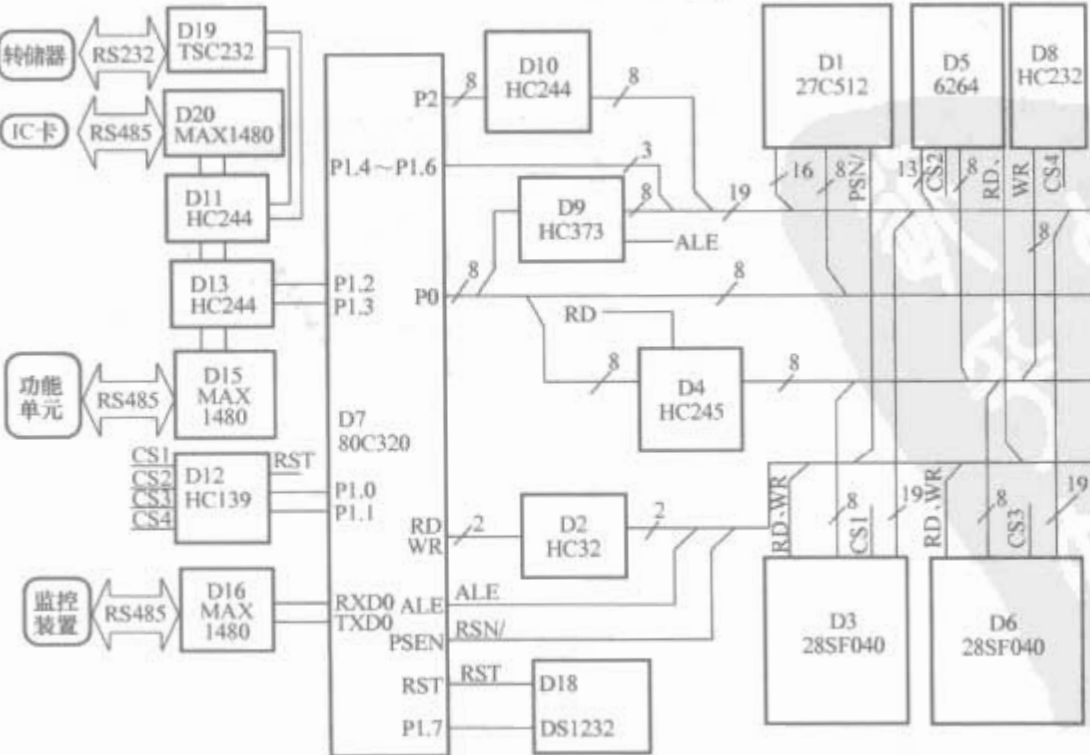 转储器
RS232
D19
TSC232
IC卡
RS485
D20
MAX1480
D11
HC244
D13
HC244
功能
单元
RS485
D15
MAX
1480
CS1
CS2
CS3
CS4
D12
HC139
RST
监控
装置
RS485
D16
MAX
1480
P1.2
P1.3
P1.0
P1.1
RXD0
TXD0
D7
80C320
P2
P1.4～P1.6
P0
RD
WR
ALE
PSEN
RST
P1.7
8
D10
HC244
8
3
D9
HC373
8
19
ALE
8
8
RD
8
D4
HC245
8
2
D2
HC32
2
ALE
RSN/
RST
D18
DS1232
D1
27C512
16
8
PSN/
D5
6264
13
CS2
8
RD、
WR
D8
HC232
CS4
8
RD、WR
8
CS1
19
D3
28SF040
RD、WR
8
CS3
19
D6
28SF040